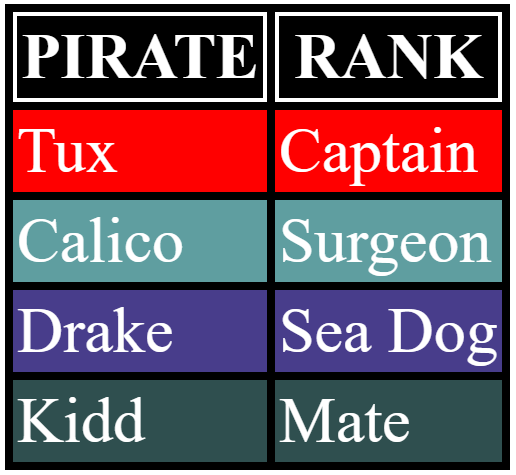 PIRATE RANK
Tux Captain
Calico Surgeon
Drake Sea Dog
Kidd Mate